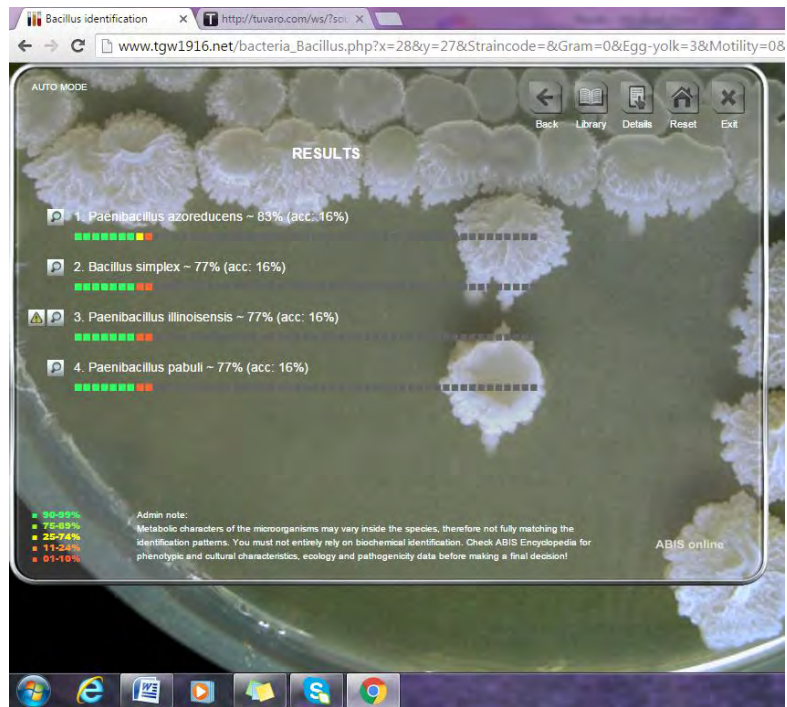 Bacillus identification
http://tuvaro.com/ws/?sou
www.tgw1916.net/bacteria_Bacillus.php?x=28&y=27&Straincode=&Gram=0&Egg-yolk=3&Motility=0&
AUTO MODE
Back Library Details Reset Exit
RESULTS
1. Paenibacillus azoreducens ~ 83% (acc: 16%)
2. Bacillus simplex ~ 77% (acc: 16%)
3. Paenibacillus illinoisensis ~ 77% (acc: 16%)
4. Paenibacillus pabuli ~ 77% (acc: 16%)
90-99%
75-89%
25-74%
11-24%
01-10%
Admin note:
Metabolic characters of the microorganisms may vary inside the species, therefore not fully matching the
identification patterns. You must not entirely rely on biochemical identification. Check ABIS Encyclopedia for
phenotypic and cultural characteristics, ecology and pathogenicity data before making a final decision!
ABIS online